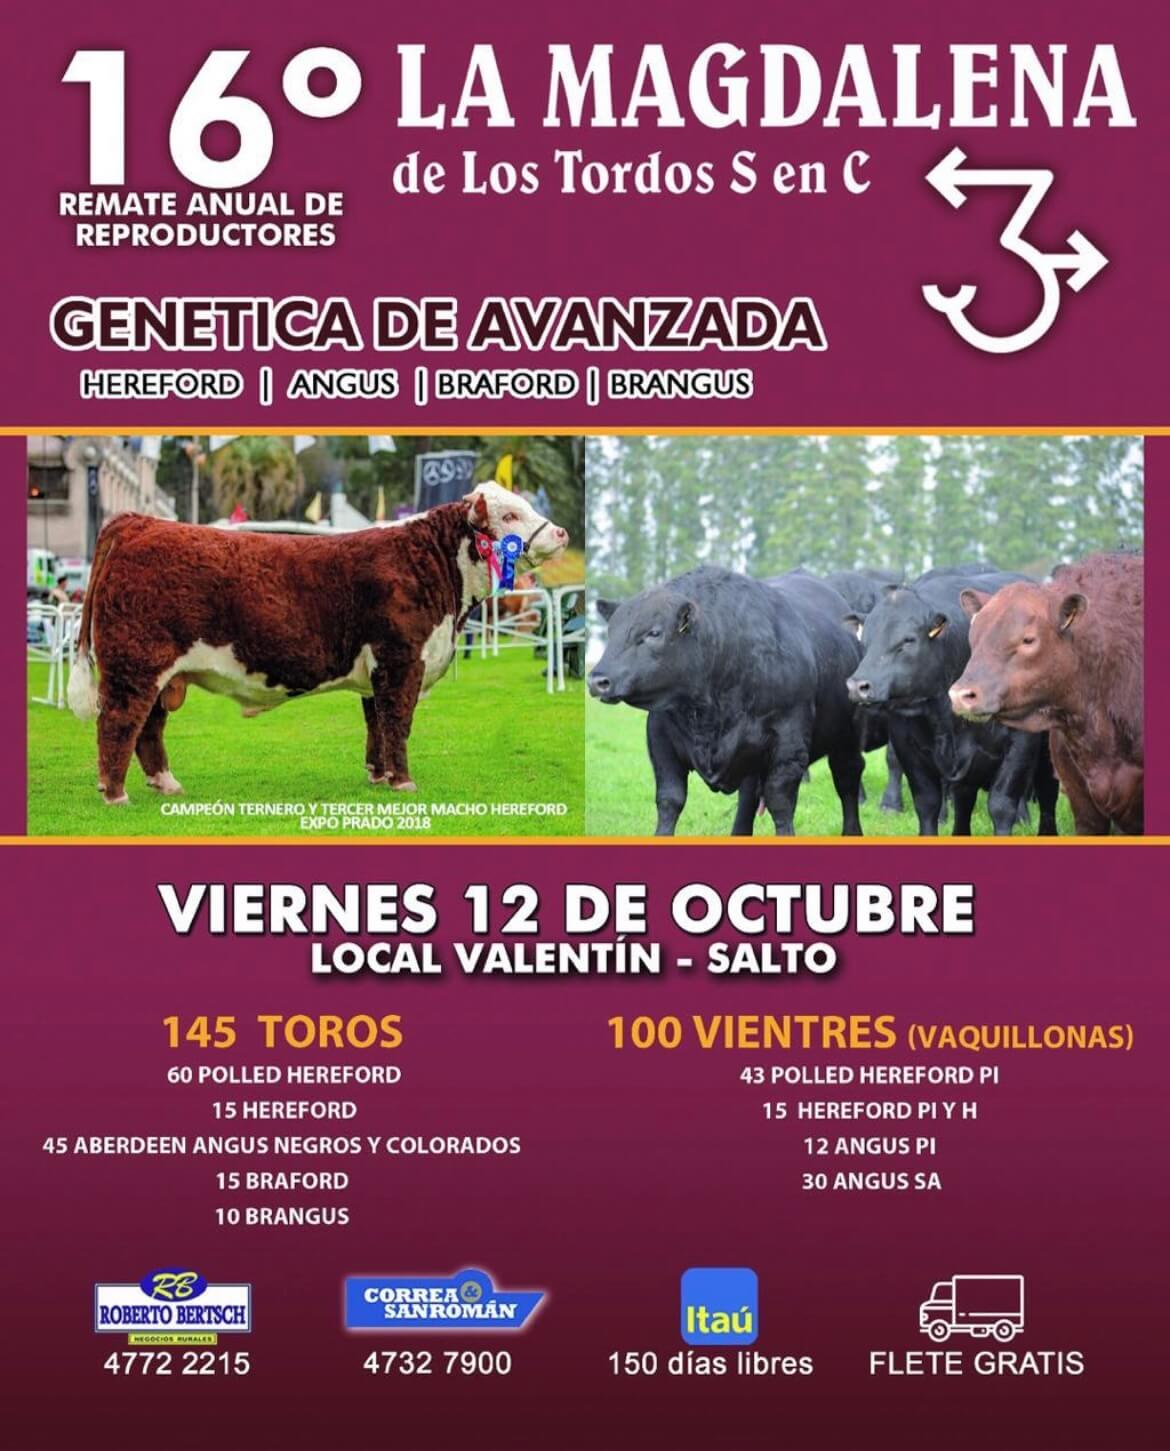 16º
REMATE ANUAL DE
REPRODUCTORES
LA MAGDALENA
de Los Tordos S en C
GENETICA DE AVANZADA
HEREFORD | ANGUS | BRAFORD | BRANGUS
CAMPEÓN TERNERO Y TERCER MEJOR MACHO HEREFORD
EXPO PRADO 2018
VIERNES 12 DE OCTUBRE
LOCAL VALENTÍN - SALTO
145 TOROS
60 POLLED HEREFORD
15 HEREFORD
45 ABERDEEN ANGUS NEGROS Y COLORADOS
15 BRAFORD
10 BRANGUS
100 VIENTRES (VAQUILLONAS)
43 POLLED HEREFORD PI
15 HEREFORD PI Y H
12 ANGUS PI
30 ANGUS SA
RB
ROBERTO BERTSCH
NEGOCIOS RURALES
4772 2215
CORREA &
SANROMÁN
4732 7900
Itaú
150 días libres
FLETE GRATIS